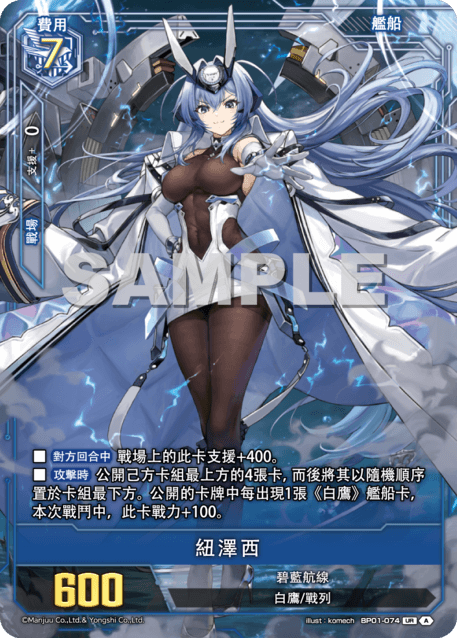 費用
艦船
7
支援+ 0
戰場
SAMPLE
■ 對方回合中 戰場上的此卡支援+400。
■ 攻擊時 公開己方卡組最上方的4張卡, 而後將其以隨機順序
置於卡組最下方。公開的卡牌中每出現1張《白鷹》艦船卡,
本次戰鬥中, 此卡戰力+100。
紐澤西
600
碧藍航線
白鷹/戰列
©Manjuu Co.,Ltd.& Yongshi Co.,Ltd.
illust : komech BP01-074 UR A